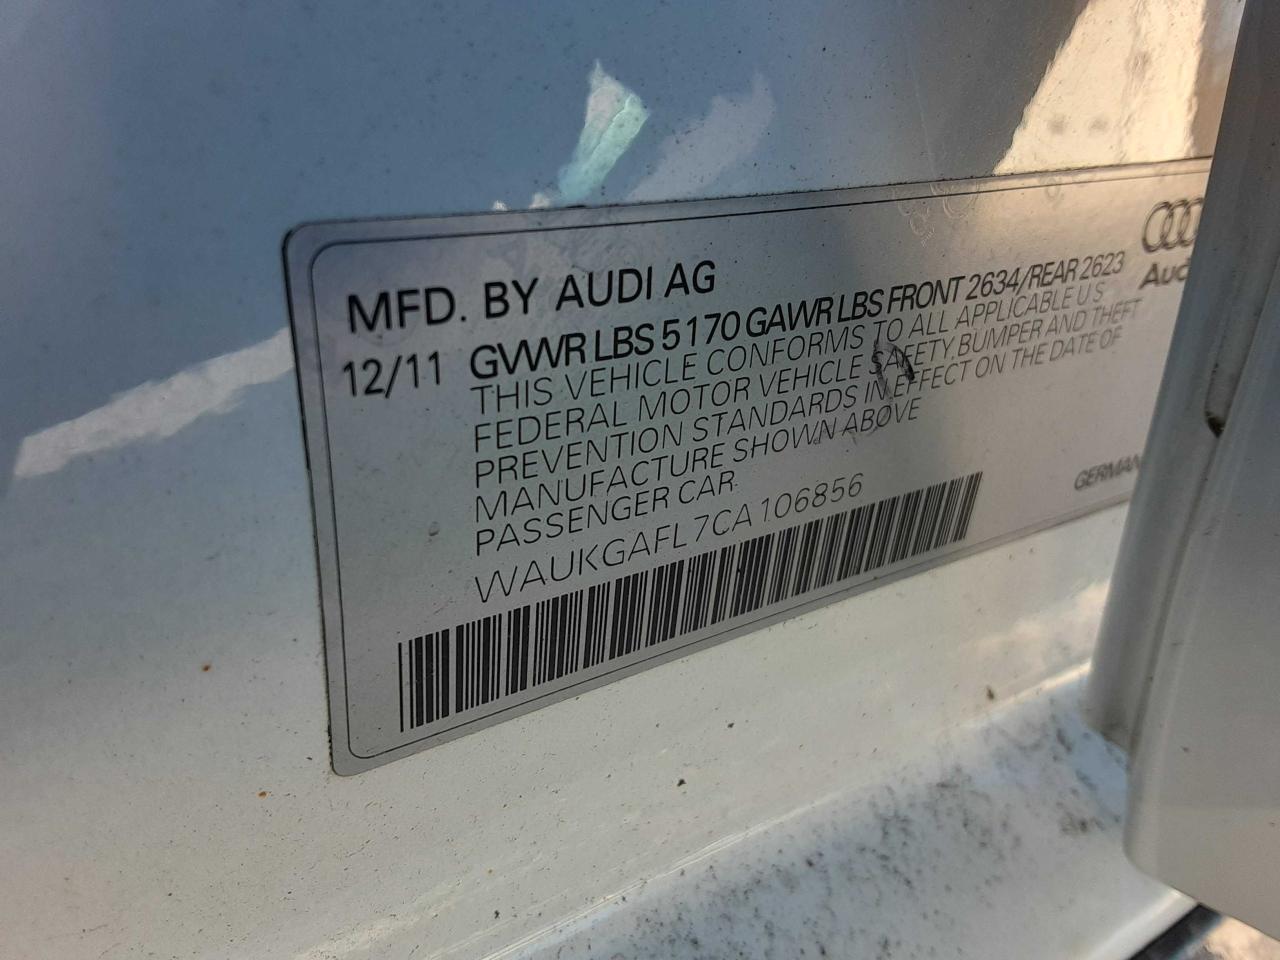 MFD. BY AUDI AG
12/11 GVWR LBS 5170 GAWR LBS FRONT 2634/REAR 2623
THIS VEHICLE CONFORMS TO ALL APPLICABLE U S
FEDERAL MOTOR VEHICLE SAFETY, BUMPER AND THEFT
PREVENTION STANDARDS IN EFFECT ON THE DATE OF
MANUFACTURE SHOWN ABOVE
PASSENGER CAR.
WAUKGAFL7CA106856
Aud
GERMAN